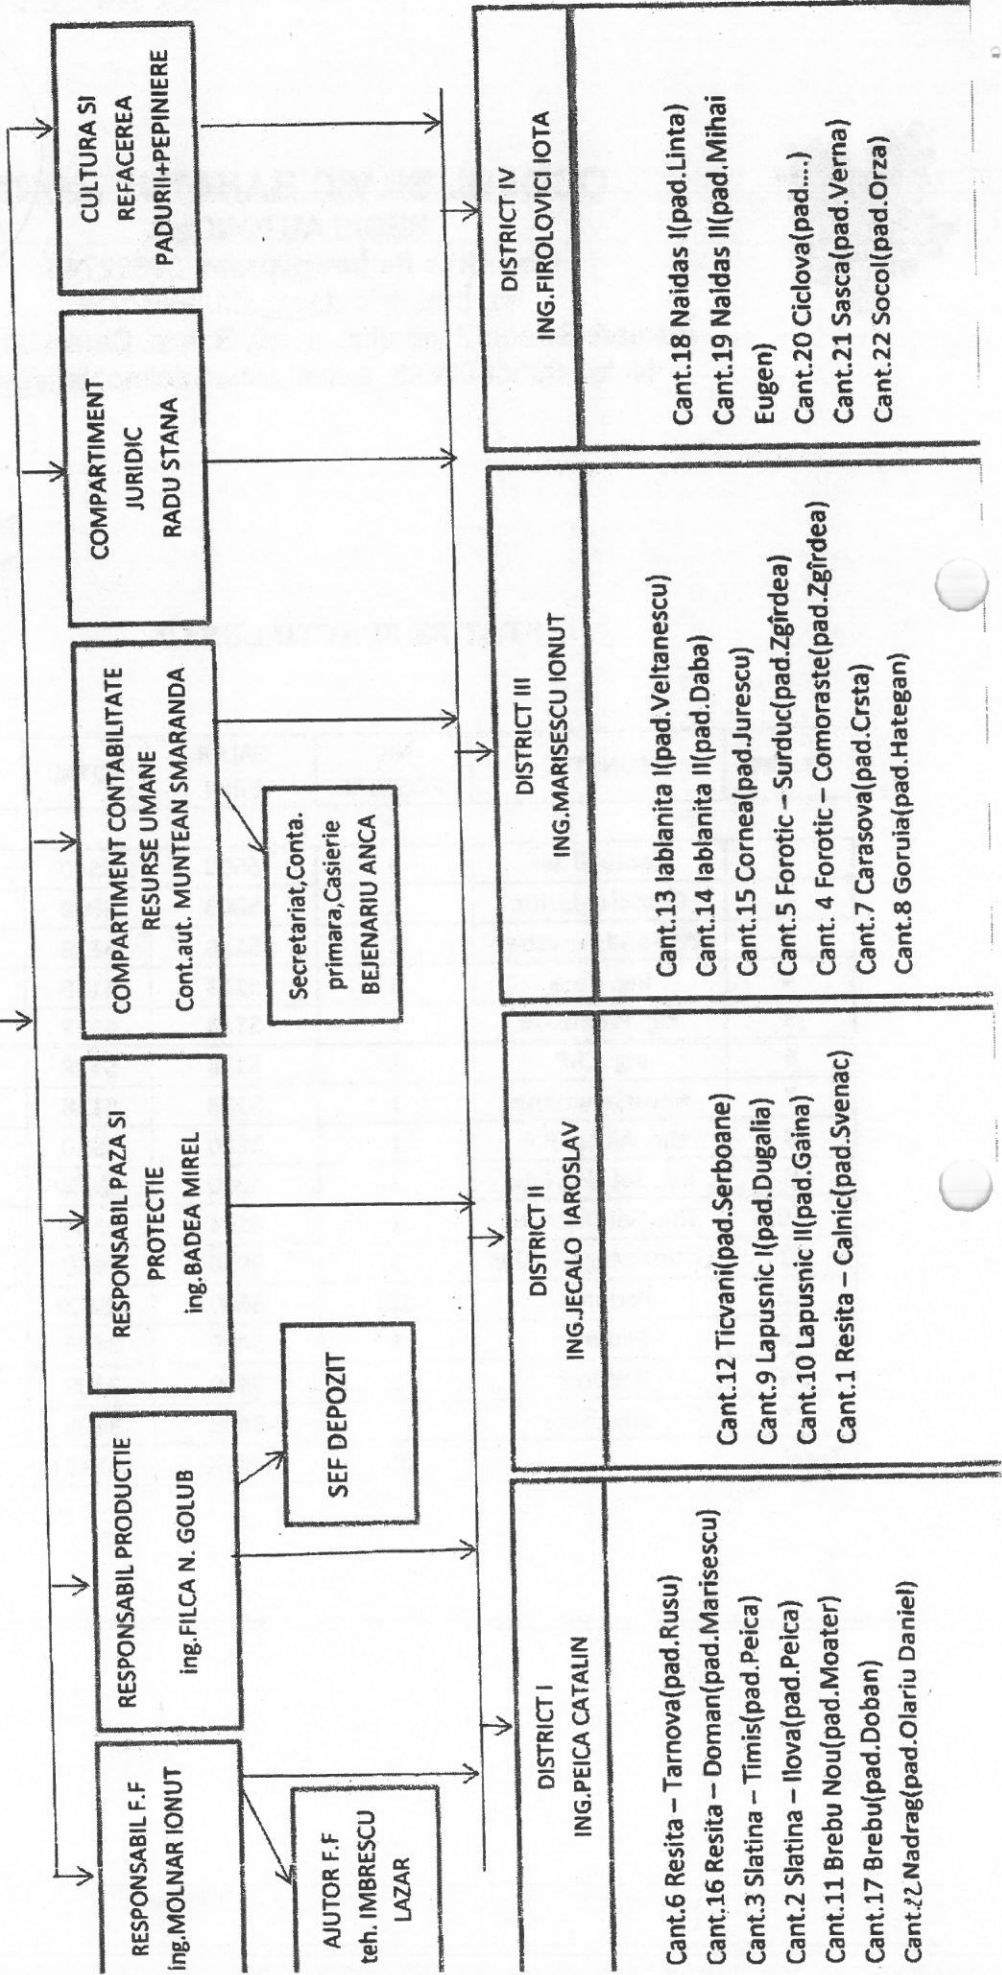 RESPONSABIL F.F
ing.MOLNAR IONUT
AJUTOR F.F
teh. IMBRESCU
LAZAR
RESPONSABIL PRODUCTIE
ing.FILCA N. GOLUB
SEF DEPOZIT
RESPONSABIL PAZA SI
PROTECTIE
ing.BADEA MIREL
COMPARTIMENT CONTABILITATE
RESURSE UMANE
Cont.aut. MUNTEAN SMARANDA
Secretariat,Conta.
primara,Casierie
BEJENARIU ANCA
COMPARTIMENT
JURIDIC
RADU STANA
CULTURA SI
REFACEREA
PADURII+PEPINIERE
DISTRICT I
ING.PEICA CATALIN
Cant.6 Resita – Tarnova(pad.Rusu)
Cant.16 Resita – Doman(pad.Marisescu)
Cant.3 Slatina – Timis(pad.Peica)
Cant.2 Slatina – Ilova(pad.Peica)
Cant.11 Brebu Nou(pad.Moater)
Cant.17 Brebu(pad.Doban)
Cant.22 Nadrag(pad.Olariu Daniel)
DISTRICT II
ING.JECALO IAROSLAV
Cant.12 Ticvani(pad.Serboane)
Cant.9 Lapusnic I(pad.Dugalia)
Cant.10 Lapusnic II(pad.Gaina)
Cant.1 Resita – Calnic(pad.Svenac)
DISTRICT III
ING.MARISESCU IONUT
Cant.13 Iablanita I(pad.Veltanescu)
Cant.14 Iablanita II(pad.Daba)
Cant.15 Cornea(pad.Jurescu)
Cant.5 Forotic – Surduc(pad.Zgîrdea)
Cant. 4 Forotic – Comoraste(pad.Zgîrdea)
Cant.7 Carasova(pad.Crsta)
Cant.8 Goruia(pad.Hategan)
DISTRICT IV
ING.FIROLOVICI IOTA
Cant.18 Naidas I(pad.Linta)
Cant.19 Naidas II(pad.Mihai
Eugen)
Cant.20 Ciclova(pad....)
Cant.21 Sasca(pad.Verna)
Cant.22 Socol(pad.Orza)